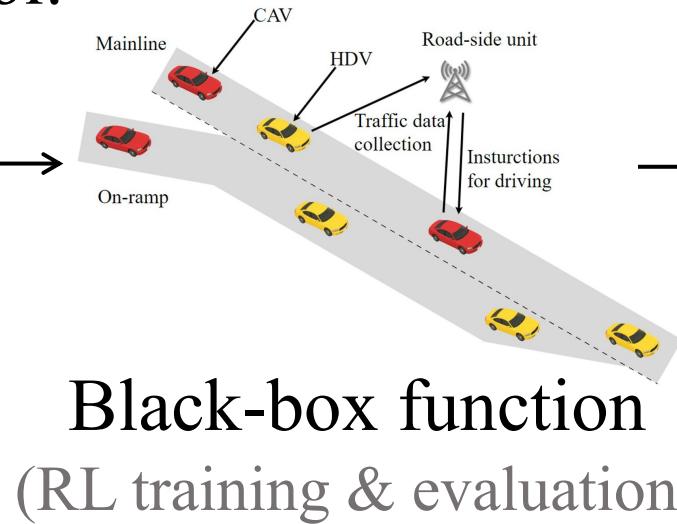 or.
CAV
Mainline
Road-side unit
HDV
Traffic data
collection
Insturctions
for driving
On-ramp
Black-box function
(RL training & evaluation